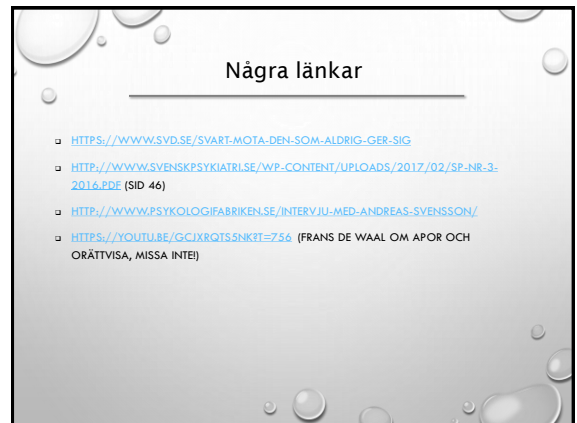 Några länkar
HTTPS://WWW.SVD.SE/SVART-MOTA-DEN-SOM-ALDRIG-GER-SIG
HTTP://WWW.SVENSKPSYKIATRI.SE/WP-CONTENT/UPLOADS/2017/02/SP-NR-3-
2016.PDF (SID 46)
HTTP://WWW.PSYKOLOGIFABRIKEN.SE/INTERVJU-MED-ANDREAS-SVENSSON/
HTTPS://YOUTU.BE/GCJXRQTS5NK?T=756 (FRANS DE WAAL OM APOR OCH
ORÄTTVISA, MISSA INTE!)